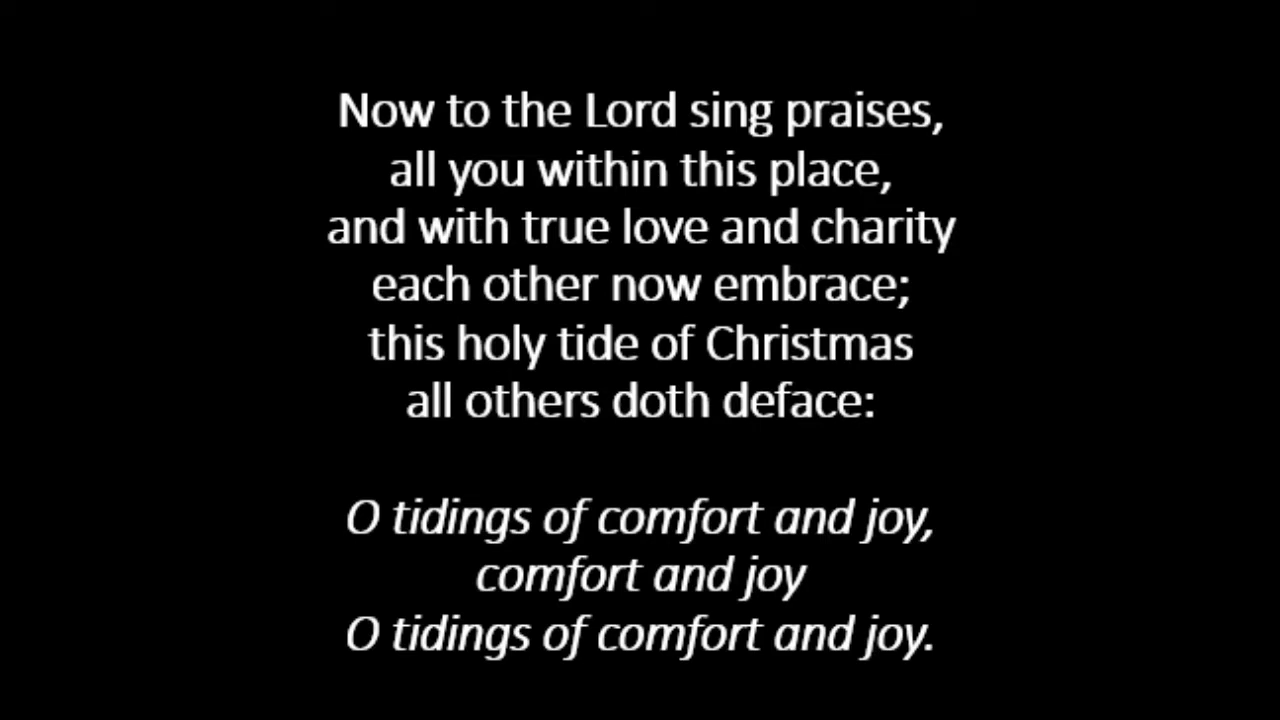 Now to the Lord sing praises,
all you within this place,
and with true love and charity
each other now embrace;
this holy tide of Christmas
all others doth deface:
O tidings of comfort and joy,
comfort and joy
O tidings of comfort and joy.